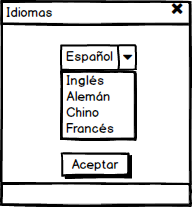 Idiomas
Español
Inglés
Alemán
Chino
Francés
Aceptar